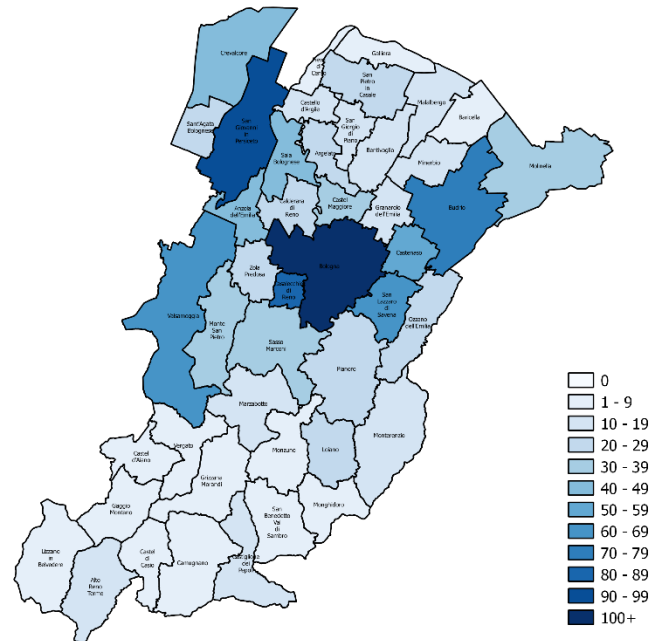 Crevalcore
Galliera
San
Pietro
in
Casale
Malalbergo
Baricella
Castello
d'Argile
San
Giorgio
di
Piano
Sant'Agata
Bolognese
San
Giovanni
in
Persiceto
Sala
Bolognese
Argelato
Bentivoglio
Minerbio
Molinella
Anzola
dell'Emilia
Calderara
di
Reno
Castel
Maggiore
Granarolo
dell'Emilia
Budrio
Castenaso
Bologna
Zola
Predosa
Casalecchio
di
Reno
San
Lazzaro
di
Savena
Ozzano
dell'Emilia
Valsamoggia
Monte
San
Pietro
Sasso
Marconi
Pianoro
Marzabotto
Monterenzio
Vergato
Castel
d'Aiano
Monzuno
Loiano
Grizzana
Morandi
Gaggio
Montano
Monghidoro
San
Benedetto
Val
di
Sambro
Lizzano
in
Belvedere
Castel
di
Casio
Camugnano
Castiglione
dei
Pepoli
Alto
Reno
Terme
0
1 - 9
10 - 19
20 - 29
30 - 39
40 - 49
50 - 59
60 - 69
70 - 79
80 - 89
90 - 99
100+